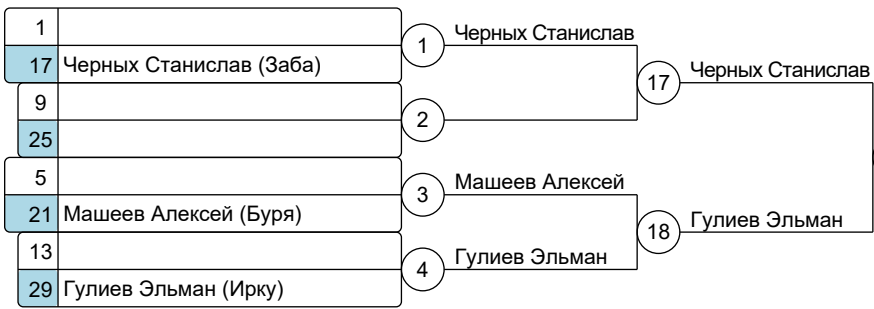 1
17 Черных Станислав (Заба)
9
25
5
21 Машеев Алексей (Буря)
13
29 Гулиев Эльман (Ирку)
1
2
3
4
Черных Станислав
Машеев Алексей
Гулиев Эльман
17
18
Черных Станислав
Гулиев Эльман